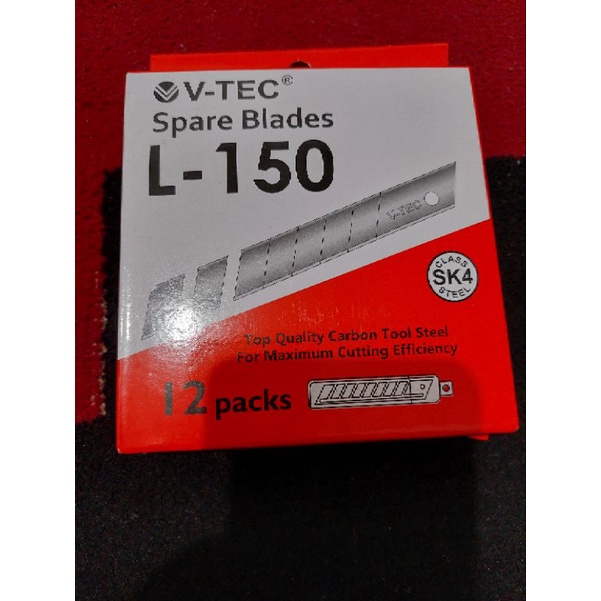 V-TEC®
Spare Blades
L-150
V-TEC
CLASS
SK4
STEEL
Top Quality Carbon Tool Steel
For Maximum Cutting Efficiency
12 packs